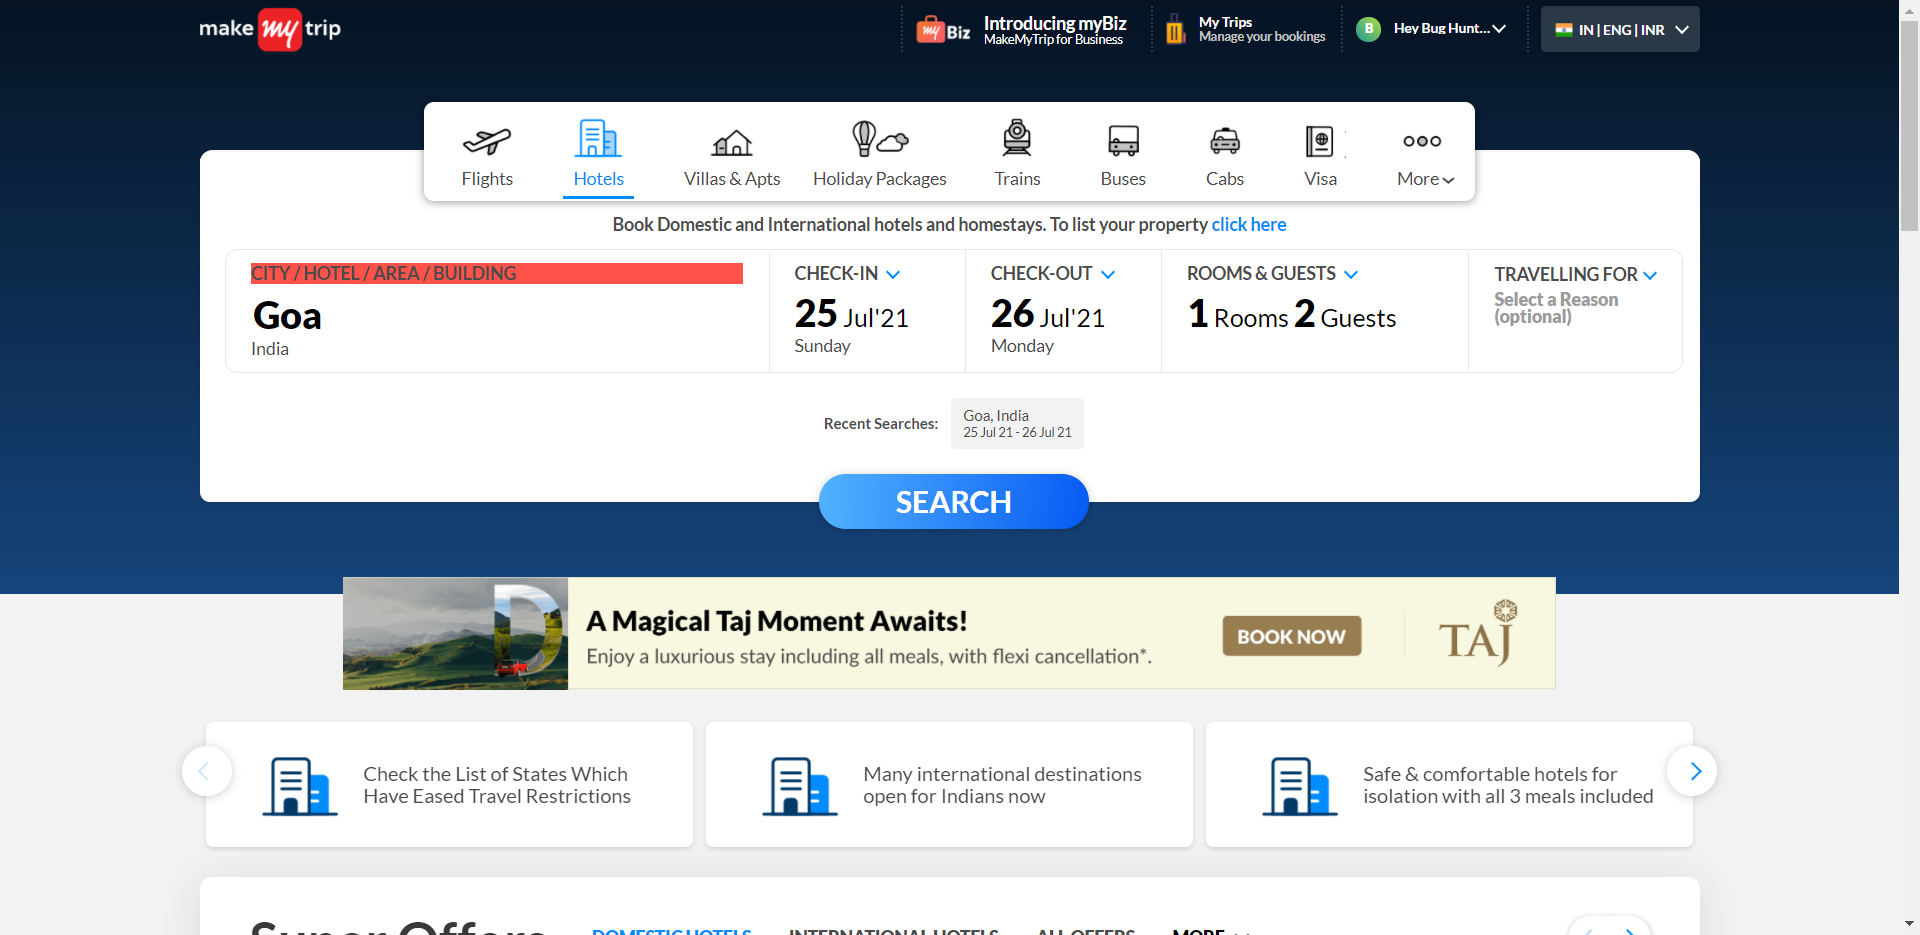 make my trip
my Biz
Introducing myBiz
MakeMyTrip for Business
My Trips
Manage your bookings
B
Hey Bug Hunt...
IN | ENG | INR
Flights
Hotels
Villas & Apts
Holiday Packages
Trains
Buses
Cabs
Visa
More
Book Domestic and International hotels and homestays. To list your property click here
CITY / HOTEL / AREA / BUILDING
Goa
India
CHECK-IN
25 Jul'21
Sunday
CHECK-OUT
26 Jul'21
Monday
ROOMS & GUESTS
1 Rooms 2 Guests
TRAVELLING FOR
Select a Reason
(optional)
Recent Searches:
Goa, India
25 Jul 21 - 26 Jul 21
SEARCH
A Magical Taj Moment Awaits!
Enjoy a luxurious stay including all meals, with flexi cancellation*.
BOOK NOW
TAJ
Check the List of States Which
Have Eased Travel Restrictions
Many international destinations
open for Indians now
Safe & comfortable hotels for
isolation with all 3 meals included
Super Offers
DOMESTIC HOTELS
INTERNATIONAL HOTELS
ALL OFFERS
MORE